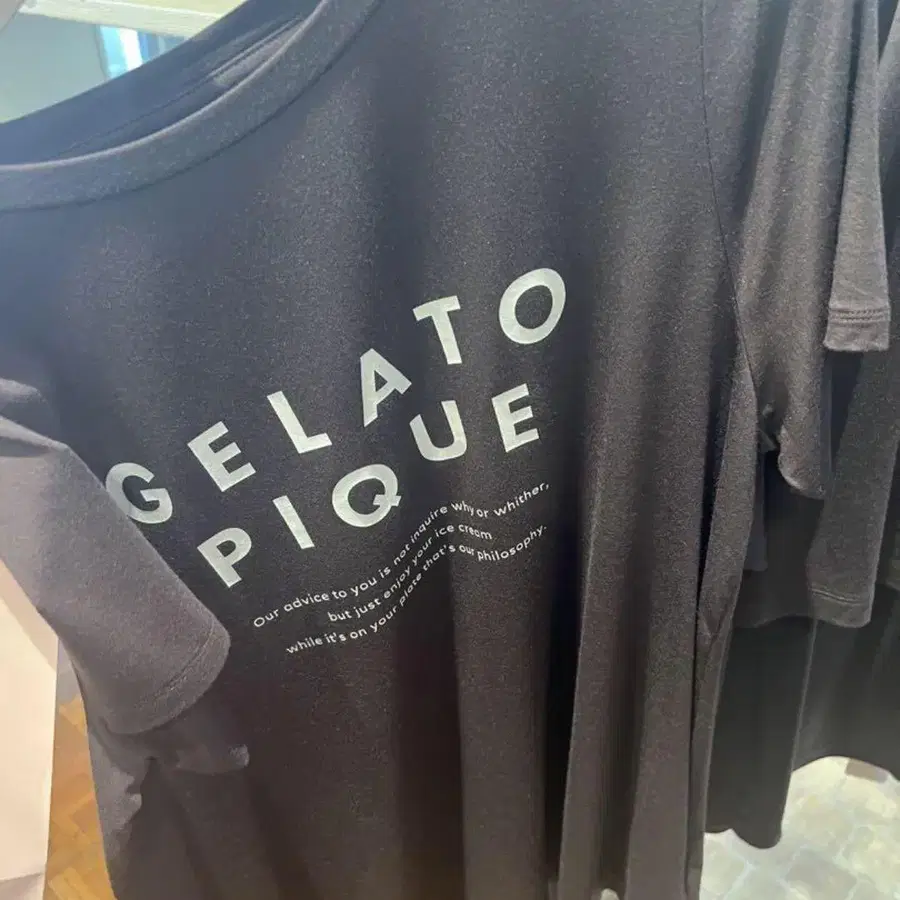 GELATO
PIQUE
Our advice to you is not inquire why or whither,
but just enjoy your ice cream
while it's on your plate that's our philosophy.